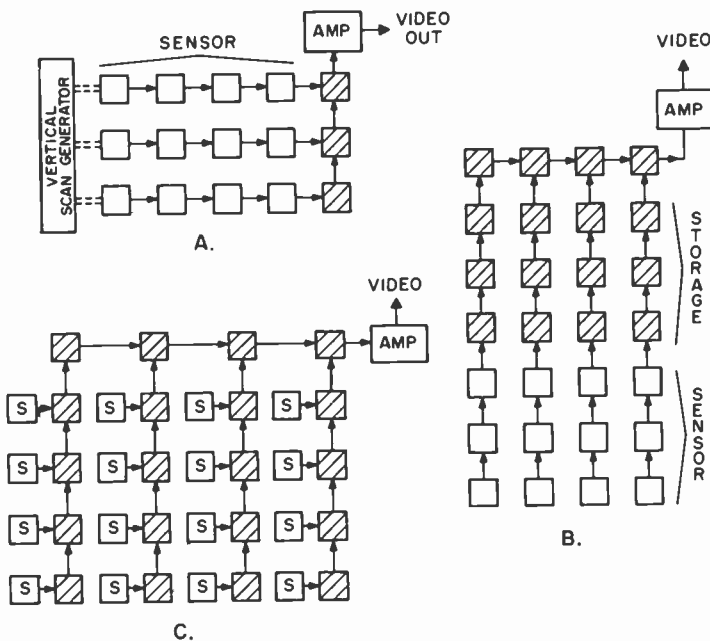 SENSOR
AMP
VIDEO
OUT
VERTICAL
SCAN GENERATOR
A.
VIDEO
AMP
STORAGE
SENSOR
B.
VIDEO
AMP
S S S S
S S S S
S S S S
S S S S
C.